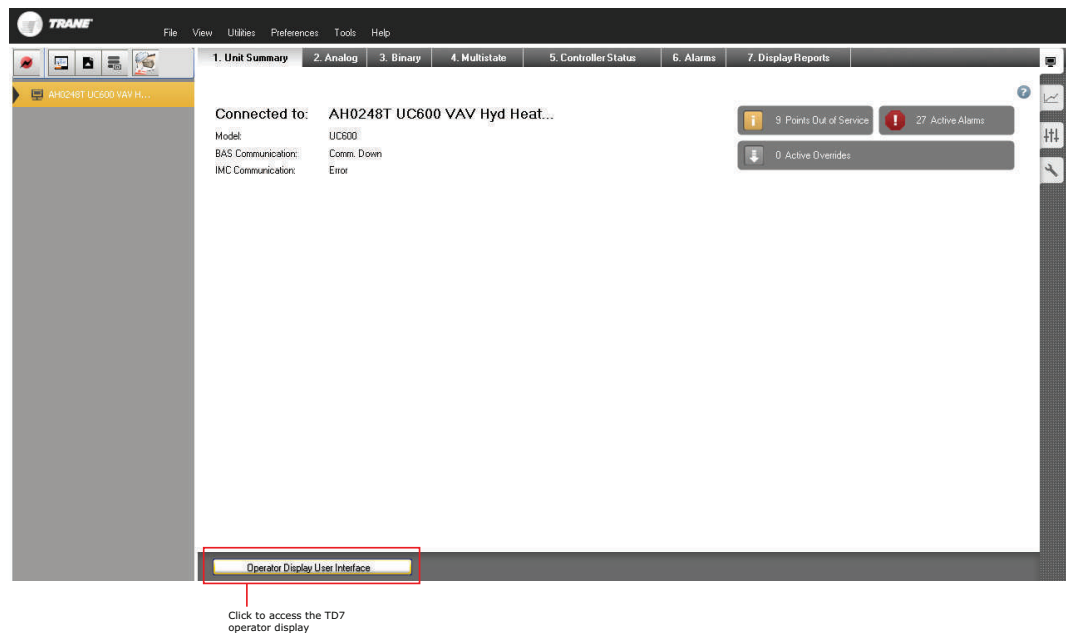 TRANE
File View Utilities Preferences Tools Help
1. Unit Summary 2. Analog 3. Binary 4. Multistate 5. Controller Status 6. Alarms 7. Display Reports
AH0248T UC600 VAV H...
Connected to: AH0248T UC600 VAV Hyd Heat...
Model: UC600
BAS Communication: Comm. Down
IMC Communication: Error
9 Points Out of Service
27 Active Alarms
0 Active Overrides
Operator Display User Interface
Click to access the TD7
operator display